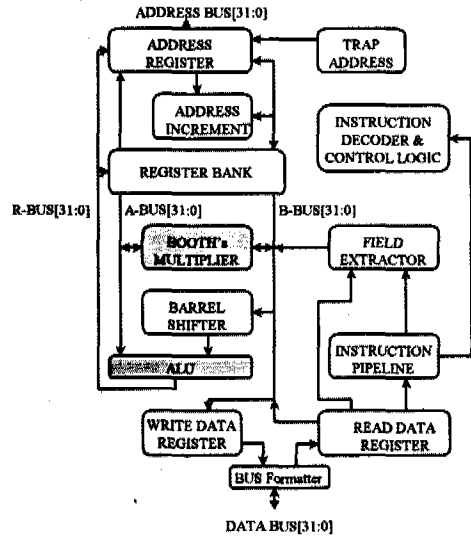 ADDRESS BUS[31:0]
ADDRESS
REGISTER
TRAP
ADDRESS
ADDRESS
INCREMENT
INSTRUCTION
DECODER &
CONTROL LOGIC
REGISTER BANK
R-BUS[31:0]
A-BUS[31:0]
B-BUS[31:0]
BOOTH's
MULTIPLIER
FIELD
EXTRACTOR
BARREL
SHIFTER
ALU
INSTRUCTION
PIPELINE
WRITE DATA
REGISTER
READ DATA
REGISTER
BUS Formatter
DATA BUS[31:0]